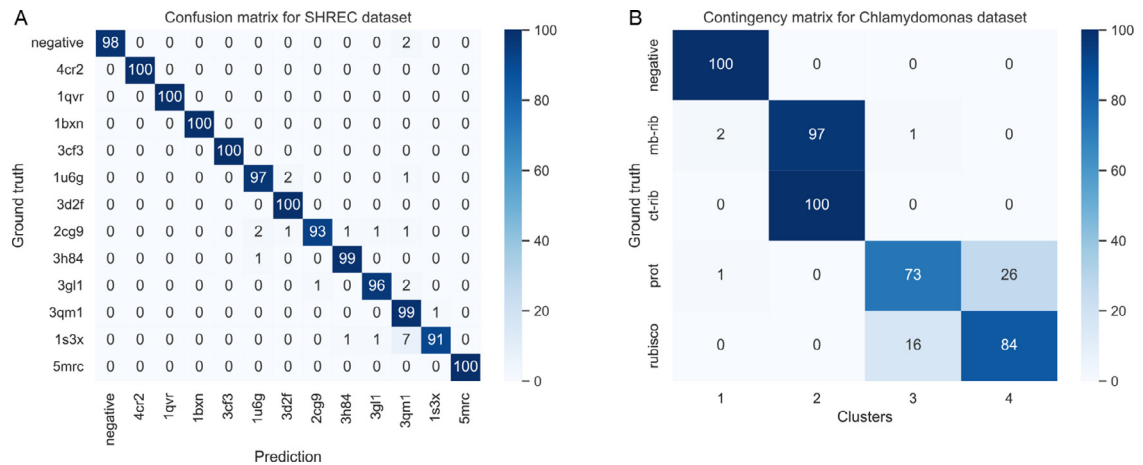 A
Confusion matrix for SHREC dataset
Ground truth
negative 98 0 0 0 0 0 0 0 0 0 2 0 0
4cr2 0 100 0 0 0 0 0 0 0 0 0 0 0
1qvr 0 0 100 0 0 0 0 0 0 0 0 0 0
1bxn 0 0 0 100 0 0 0 0 0 0 0 0 0
3cf3 0 0 0 0 100 0 0 0 0 0 0 0 0
1u6g 0 0 0 0 0 97 2 0 0 0 1 0 0
3d2f 0 0 0 0 0 0 100 0 0 0 0 0 0
2cg9 0 0 0 0 0 2 1 93 1 1 1 0 0
3h84 0 0 0 0 0 1 0 0 99 0 0 0 0
3gl1 0 0 0 0 0 0 0 1 0 96 2 0 0
3qm1 0 0 0 0 0 0 0 0 0 0 99 1 0
1s3x 0 0 0 0 0 0 0 0 1 1 7 91 0
5mrc 0 0 0 0 0 0 0 0 0 0 0 0 100
negative 4cr2 1qvr 1bxn 3cf3 1u6g 3d2f 2cg9 3h84 3gl1 3qm1 1s3x 5mrc
Prediction
100
80
60
40
20
0
B
Contingency matrix for Chlamydomonas dataset
Ground truth
negative 100 0 0 0
mb-rib 2 97 1 0
ct-rib 0 100 0 0
prot 1 0 73 26
rubisco 0 0 16 84
1 2 3 4
Clusters
100
80
60
40
20
0